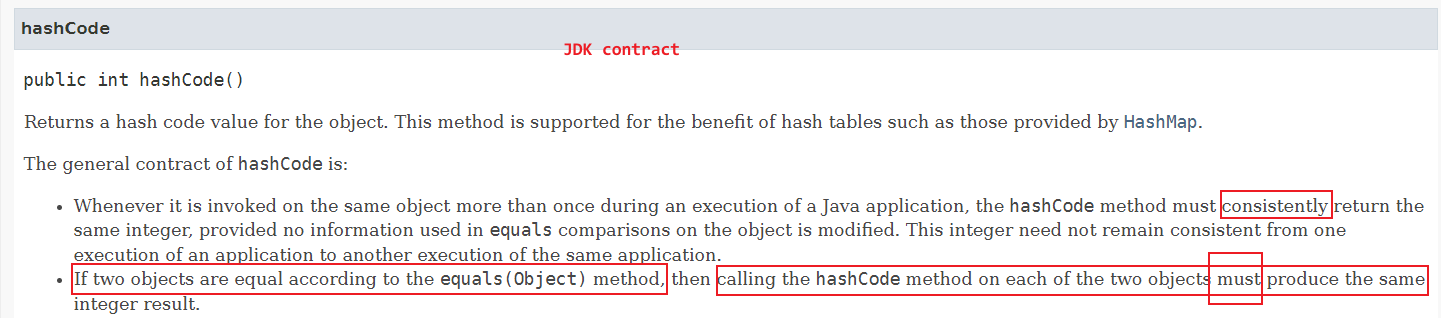 hashCode
JDK contract
public int hashCode()
Returns a hash code value for the object. This method is supported for the benefit of hash tables such as those provided by HashMap.
The general contract of hashCode is:
• Whenever it is invoked on the same object more than once during an execution of a Java application, the hashCode method must consistently return the
same integer, provided no information used in equals comparisons on the object is modified. This integer need not remain consistent from one
execution of an application to another execution of the same application.
• If two objects are equal according to the equals(Object) method, then calling the hashCode method on each of the two objects must produce the same
integer result.